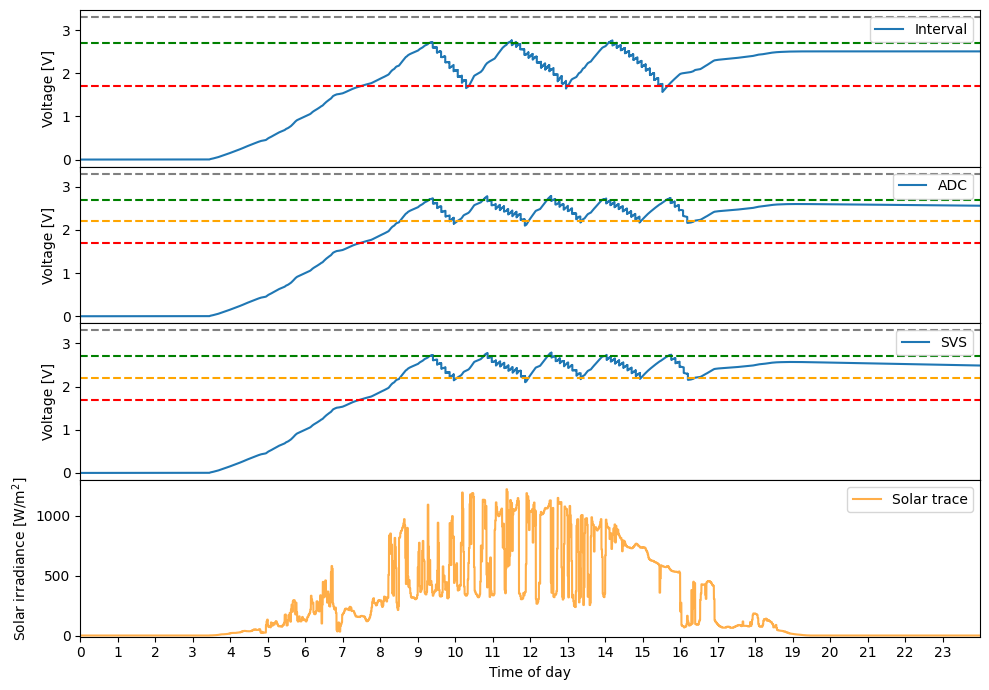 Voltage [V]
3
2
1
0
Interval
Voltage [V]
3
2
1
0
ADC
Voltage [V]
3
2
1
0
SVS
Solar irradiance [W/m²]
1000
500
0
Solar trace
0 1 2 3 4 5 6 7 8 9 10 11 12 13 14 15 16 17 18 19 20 21 22 23
Time of day